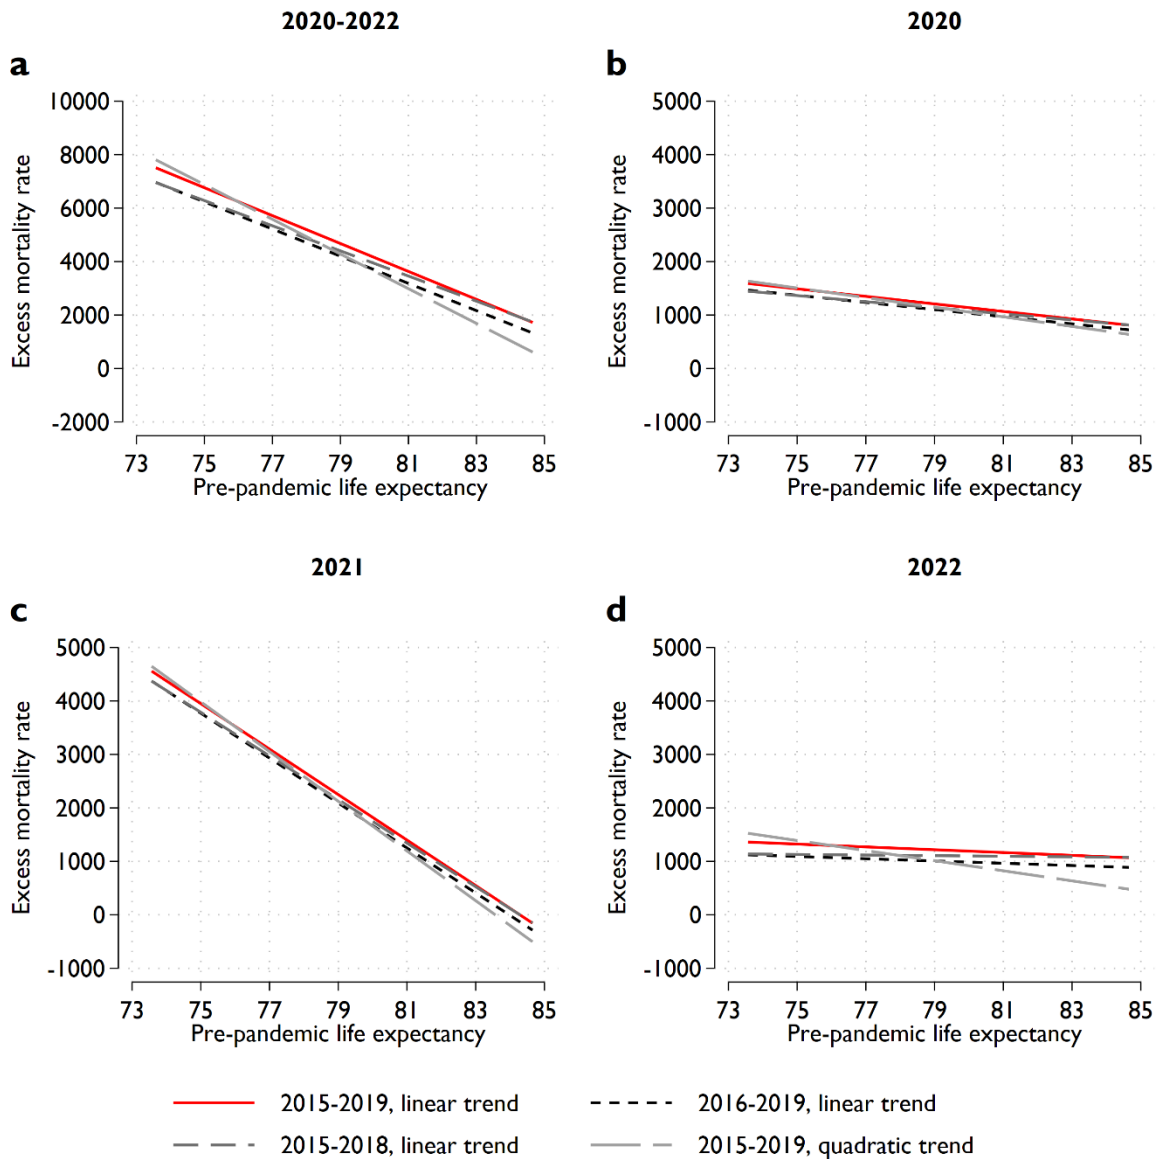 2020-2022
2020
a
b
10000
8000
6000
4000
2000
0
-2000
Excess mortality rate
73 75 77 79 81 83 85
Pre-pandemic life expectancy
5000
4000
3000
2000
1000
0
-1000
Excess mortality rate
73 75 77 79 81 83 85
Pre-pandemic life expectancy
2021
2022
c
d
5000
4000
3000
2000
1000
0
-1000
Excess mortality rate
73 75 77 79 81 83 85
Pre-pandemic life expectancy
5000
4000
3000
2000
1000
0
-1000
Excess mortality rate
73 75 77 79 81 83 85
Pre-pandemic life expectancy
2015-2019, linear trend
2016-2019, linear trend
2015-2018, linear trend
2015-2019, quadratic trend